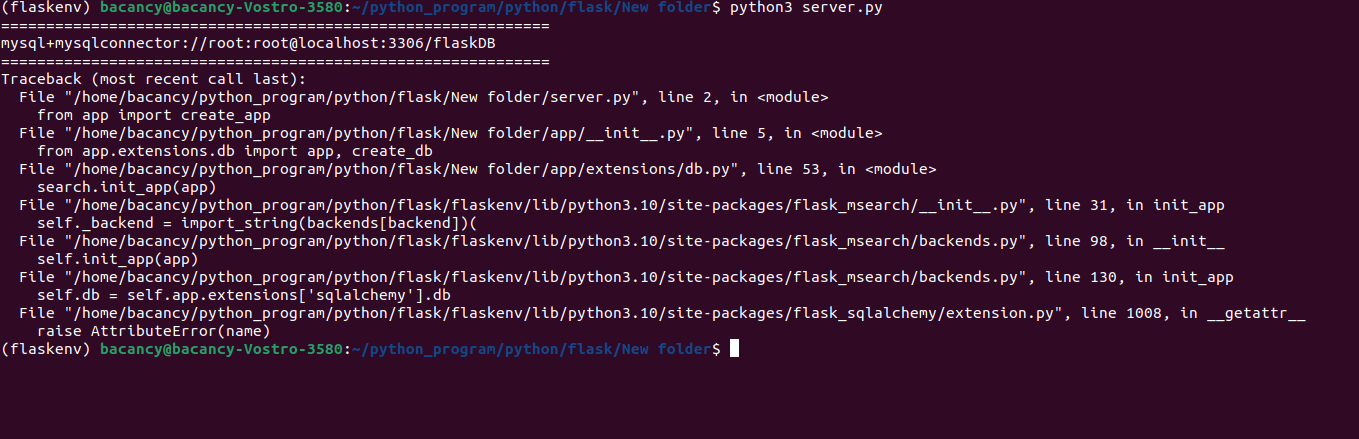 (flaskenv) bacancy@bacancy-Vostro-3580:~/python_program/python/flask/New folder$ python3 server.py
=============================================================
mysql+mysqlconnector://root:root@localhost:3306/flaskDB
=============================================================
Traceback (most recent call last):
  File "/home/bacancy/python_program/python/flask/New folder/server.py", line 2, in <module>
    from app import create_app
  File "/home/bacancy/python_program/python/flask/New folder/app/__init__.py", line 5, in <module>
    from app.extensions.db import app, create_db
  File "/home/bacancy/python_program/python/flask/New folder/app/extensions/db.py", line 53, in <module>
    search.init_app(app)
  File "/home/bacancy/python_program/python/flask/flaskenv/lib/python3.10/site-packages/flask_msearch/__init__.py", line 31, in init_app
    self._backend = import_string(backends[backend])(
  File "/home/bacancy/python_program/python/flask/flaskenv/lib/python3.10/site-packages/flask_msearch/backends.py", line 98, in __init__
    self.init_app(app)
  File "/home/bacancy/python_program/python/flask/flaskenv/lib/python3.10/site-packages/flask_msearch/backends.py", line 130, in init_app
    self.db = self.app.extensions['sqlalchemy'].db
  File "/home/bacancy/python_program/python/flask/flaskenv/lib/python3.10/site-packages/flask_sqlalchemy/extension.py", line 1008, in __getattr__
    raise AttributeError(name)
(flaskenv) bacancy@bacancy-Vostro-3580:~/python_program/python/flask/New folder$